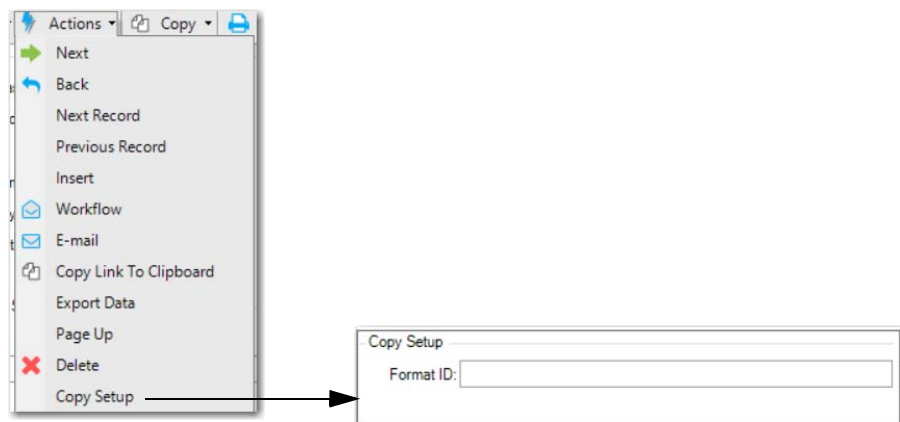 Actions Copy
Next
Back
Next Record
Previous Record
Insert
Workflow
E-mail
Copy Link To Clipboard
Export Data
Page Up
Delete
Copy Setup
Copy Setup
Format ID: